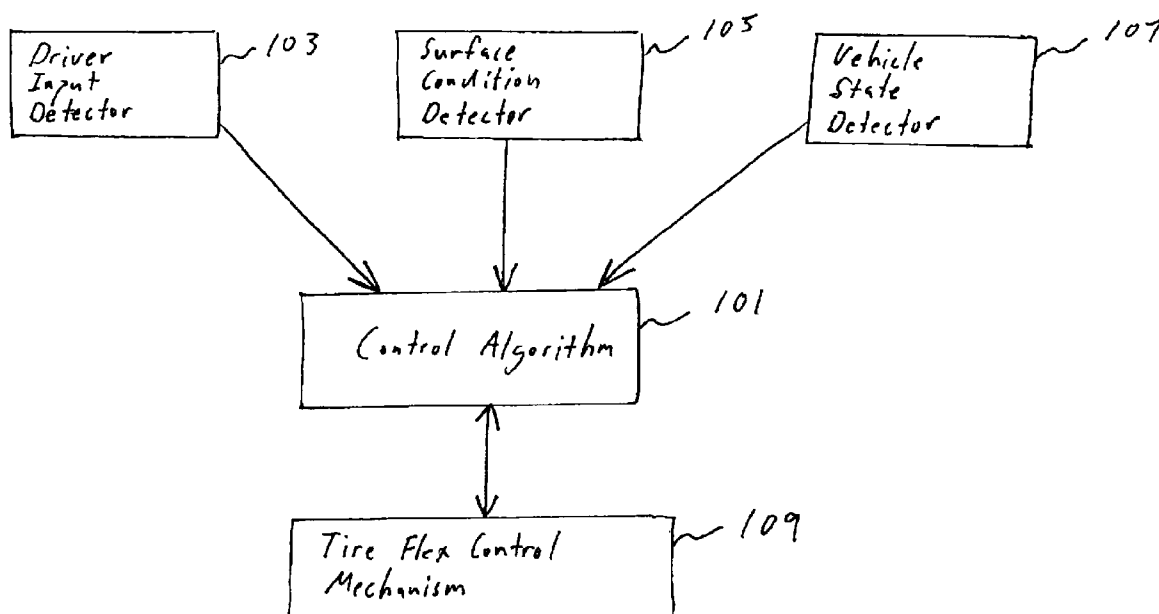 Driver
Input
Detector
103
Surface
Condition
Detector
105
Vehicle
State
Detector
107
Control Algorithm
101
Tire Flex Control
Mechanism
109